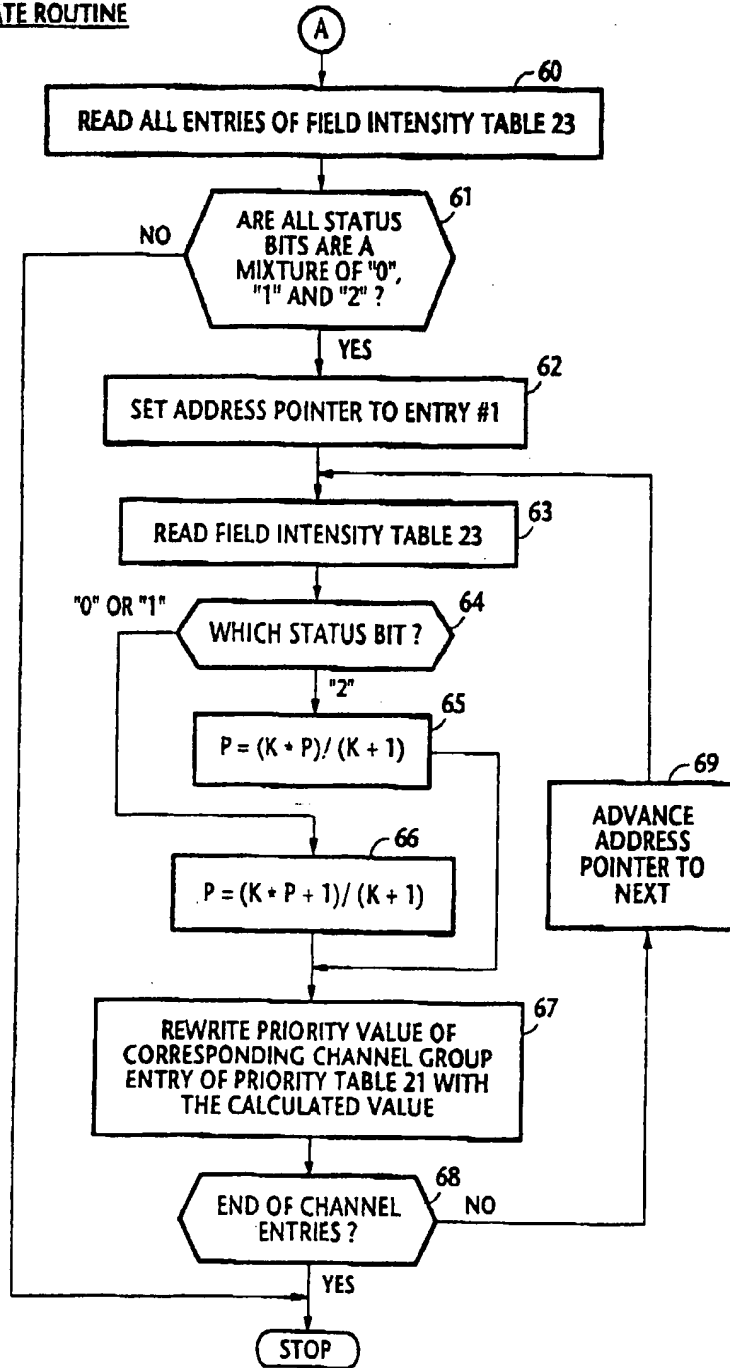 ATE ROUTINE
A
60
READ ALL ENTRIES OF FIELD INTENSITY TABLE 23
61
ARE ALL STATUS
BITS ARE A
MIXTURE OF "0",
"1" AND "2" ?
NO
YES
62
SET ADDRESS POINTER TO ENTRY #1
63
READ FIELD INTENSITY TABLE 23
"0" OR "1"
64
WHICH STATUS BIT ?
"2"
65
P = (K * P) / (K + 1)
66
P = (K * P + 1) / (K + 1)
69
ADVANCE
ADDRESS
POINTER TO
NEXT
67
REWRITE PRIORITY VALUE OF
CORRESPONDING CHANNEL GROUP
ENTRY OF PRIORITY TABLE 21 WITH
THE CALCULATED VALUE
68
END OF CHANNEL
ENTRIES ?
NO
YES
STOP